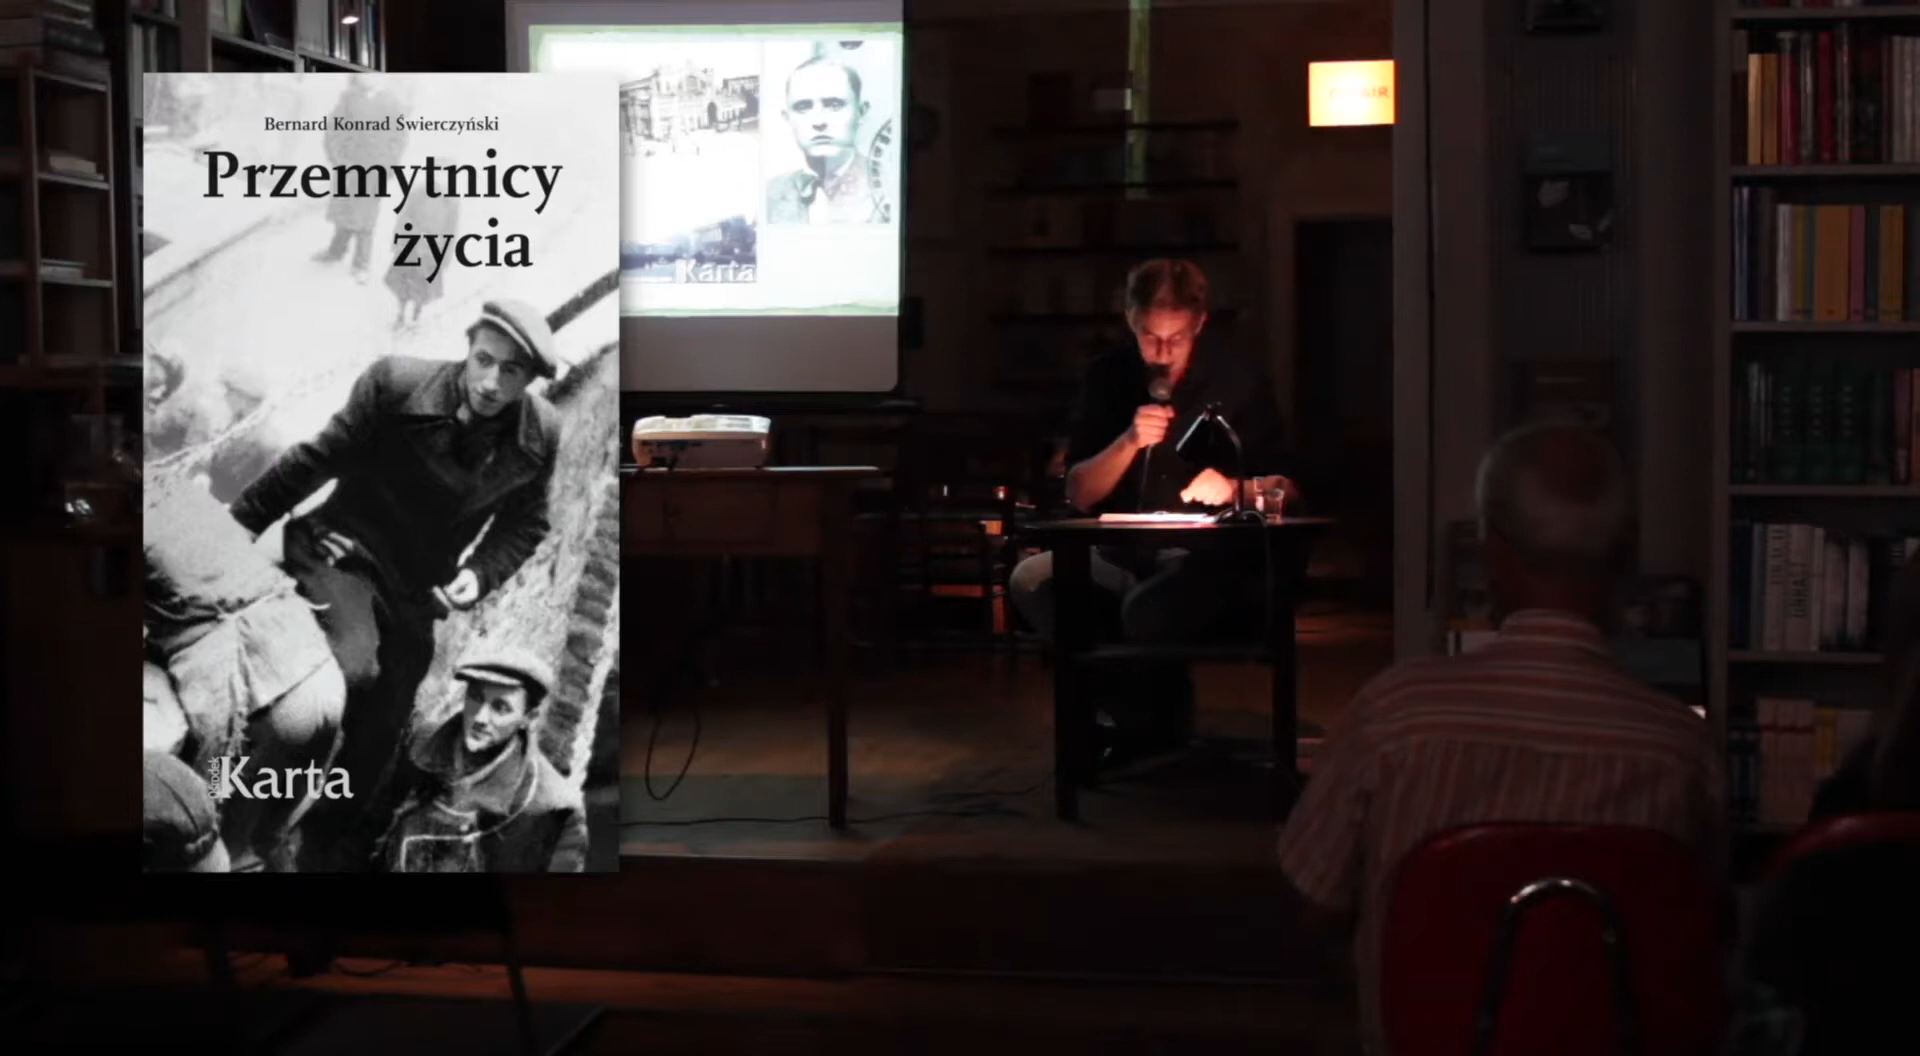 Bernard Konrad Świerczyński
Przemytnicy
życia
ośrodek
Karta
Karta